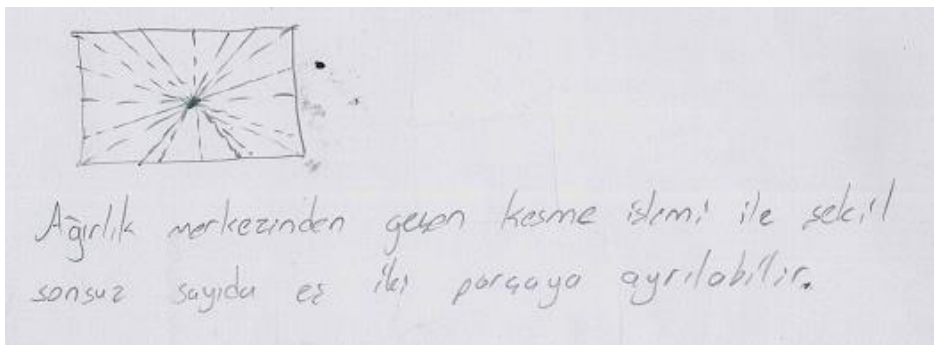 Ağırlık merkezinden geçen kesme işlemi ile şekil
sonsuz sayıda eş iki parçaya ayrılabilir.